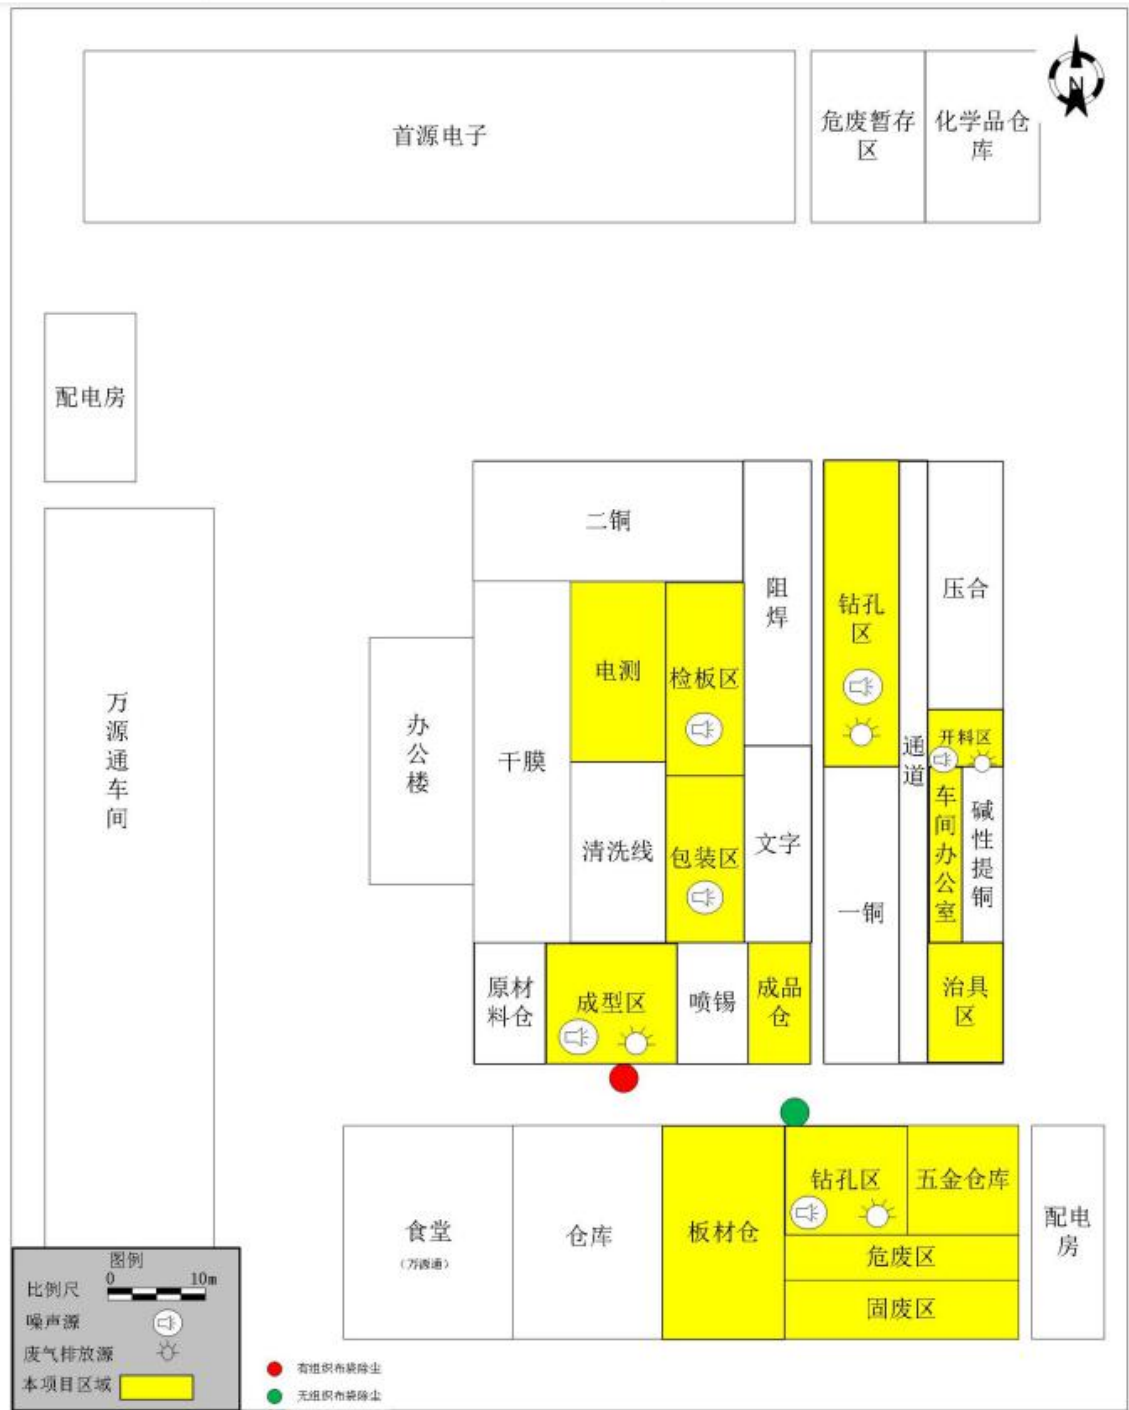 N
首源电子
危废暂存
区
化学品仓
库
配电房
二铜
阻
焊
钻孔
区
压合
电测
检板区
万
源
通
车
间
办
公
楼
干膜
通
道
开料区
清洗线
包装区
文字
一铜
车
间
办
公
室
碱
性
提
铜
原材
料仓
成型区
喷锡
成品
仓
治具
区
食堂
(万源通)
仓库
板材仓
钻孔区
五金仓库
危废区
固废区
配电
房
图例
比例尺
0 10m
噪声源
废气排放源
本项目区域
有组织布袋除尘
无组织布袋除尘